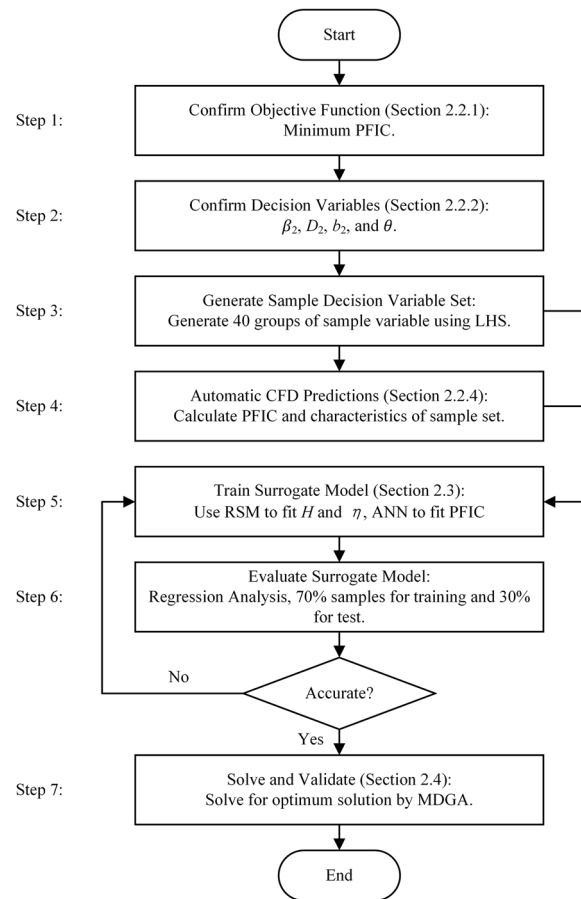 Start
Step 1:
Confirm Objective Function (Section 2.2.1):
Minimum PFIC.
Step 2:
Confirm Decision Variables (Section 2.2.2):
β₂, D₂, b₂, and θ.
Step 3:
Generate Sample Decision Variable Set:
Generate 40 groups of sample variable using LHS.
Step 4:
Automatic CFD Predictions (Section 2.2.4):
Calculate PFIC and characteristics of sample set.
Step 5:
Train Surrogate Model (Section 2.3):
Use RSM to fit H and η, ANN to fit PFIC
Step 6:
Evaluate Surrogate Model:
Regression Analysis, 70% samples for training and 30%
for test.
No
Accurate?
Yes
Step 7:
Solve and Validate (Section 2.4):
Solve for optimum solution by MDGA.
End